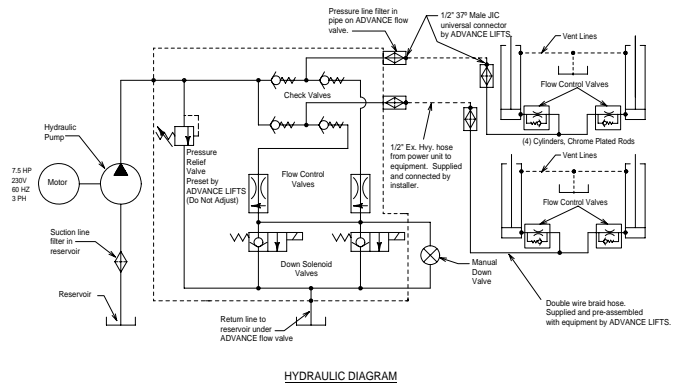 Pressure line filter in
pipe on ADVANCE flow
valve.
1/2" 37º Male JIC
universal connector
by ADVANCE LIFTS.
Vent Lines
Flow Control Valves
(4) Cylinders, Chrome Plated Rods
Vent Lines
Flow Control Valves
Check Valves
Hydraulic
Pump
7.5 HP
230V
60 HZ
3 PH
Motor
Pressure
Relief
Valve
Preset by
ADVANCE LIFTS
(Do Not Adjust)
Flow Control
Valves
1/2" Ex. Hvy. hose
from power unit to
equipment. Supplied
and connected by
installer.
Suction line
filter in
reservoir
Down Solenoid
Valves
Manual
Down
Valve
Reservoir
Return line to
reservoir under
ADVANCE flow valve
Double wire braid hose.
Supplied and pre-assembled
with equipment by ADVANCE LIFTS.
HYDRAULIC DIAGRAM